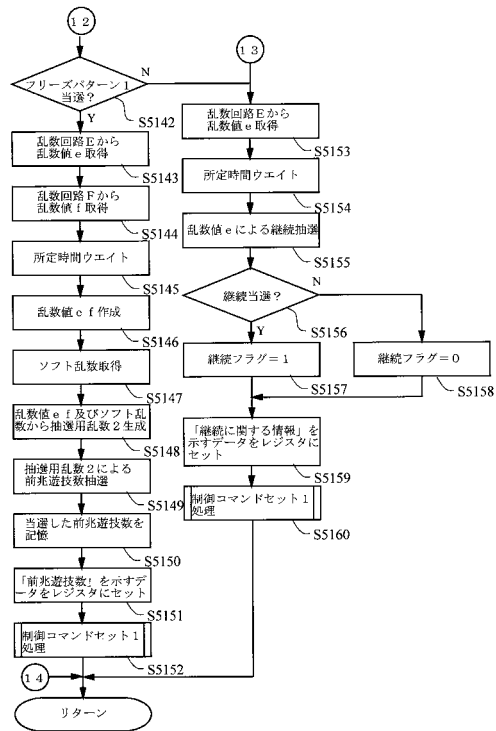 12
フリーズパターン1
当選？
N
Y
S5142
乱数回路Eから
乱数値e取得
S5143
乱数回路Fから
乱数値f取得
S5144
所定時間ウエイト
S5145
乱数値ef作成
S5146
ソフト乱数取得
S5147
乱数値ef及びソフト乱
数から抽選用乱数2生成
S5148
抽選用乱数2による
前兆遊技数抽選
S5149
当選した前兆遊技数を
記憶
S5150
「前兆遊技数」を示すデ
ータをレジスタにセット
S5151
制御コマンドセット1
処理
S5152
14
リターン
13
乱数回路Eから
乱数値e取得
S5153
所定時間ウエイト
S5154
乱数値eによる継続抽選
S5155
継続当選？
N
Y
S5156
継続フラグ＝1
S5157
継続フラグ＝0
S5158
「継続に関する情報」を
示すデータをレジスタに
セット
S5159
制御コマンドセット1
処理
S5160